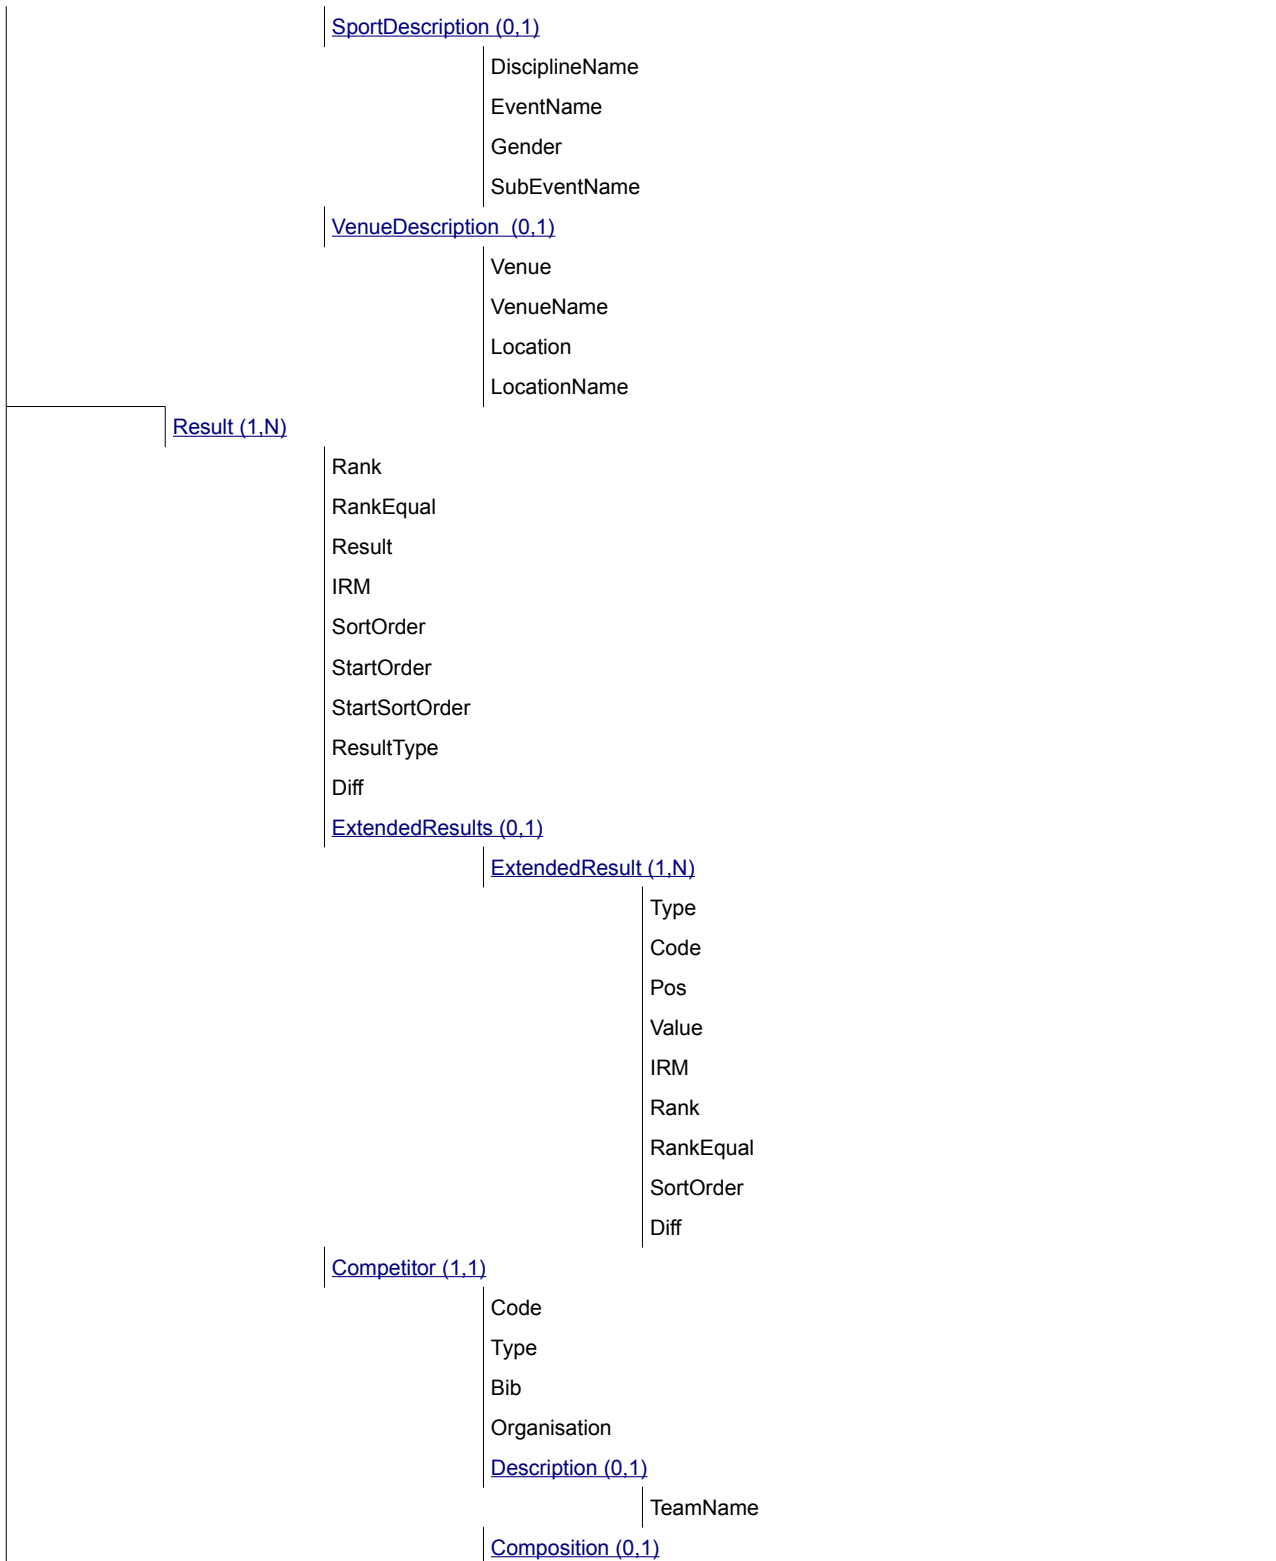 SportDescription (0,1)
DisciplineName
EventName
Gender
SubEventName
VenueDescription  (0,1)
Venue
VenueName
Location
LocationName
Result (1,N)
Rank
RankEqual
Result
IRM
SortOrder
StartOrder
StartSortOrder
ResultType
Diff
ExtendedResults (0,1)
ExtendedResult (1,N)
Type
Code
Pos
Value
IRM
Rank
RankEqual
SortOrder
Diff
Competitor (1,1)
Code
Type
Bib
Organisation
Description (0,1)
TeamName
Composition (0,1)